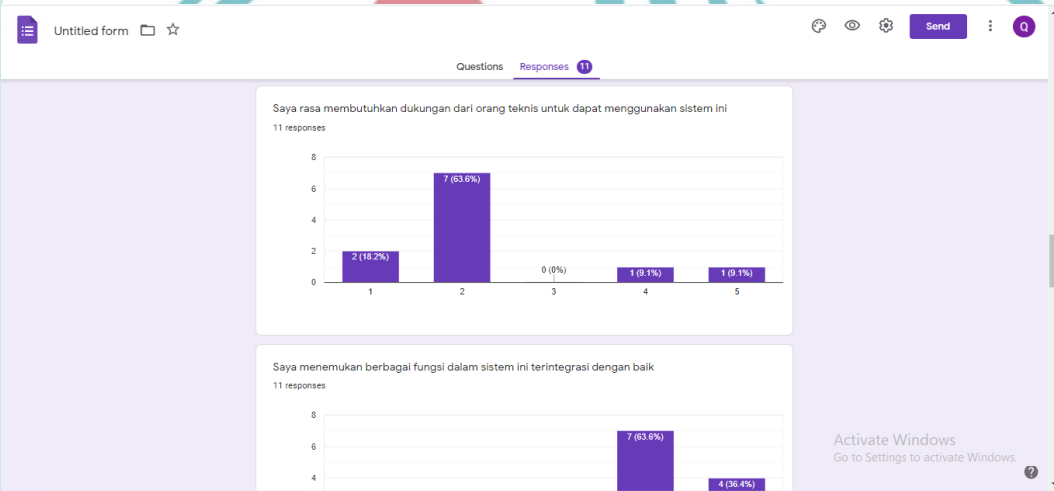 Untitled form
Send
Q
Questions Responses 11
Saya rasa membutuhkan dukungan dari orang teknis untuk dapat menggunakan sistem ini
11 responses
8
6
4
2
0
2 (18.2%)
7 (63.6%)
0 (0%)
1 (9.1%)
1 (9.1%)
1 2 3 4 5
Saya menemukan berbagai fungsi dalam sistem ini terintegrasi dengan baik
11 responses
8
6
4
7 (63.6%)
4 (36.4%)
Activate Windows
Go to Settings to activate Windows.
?